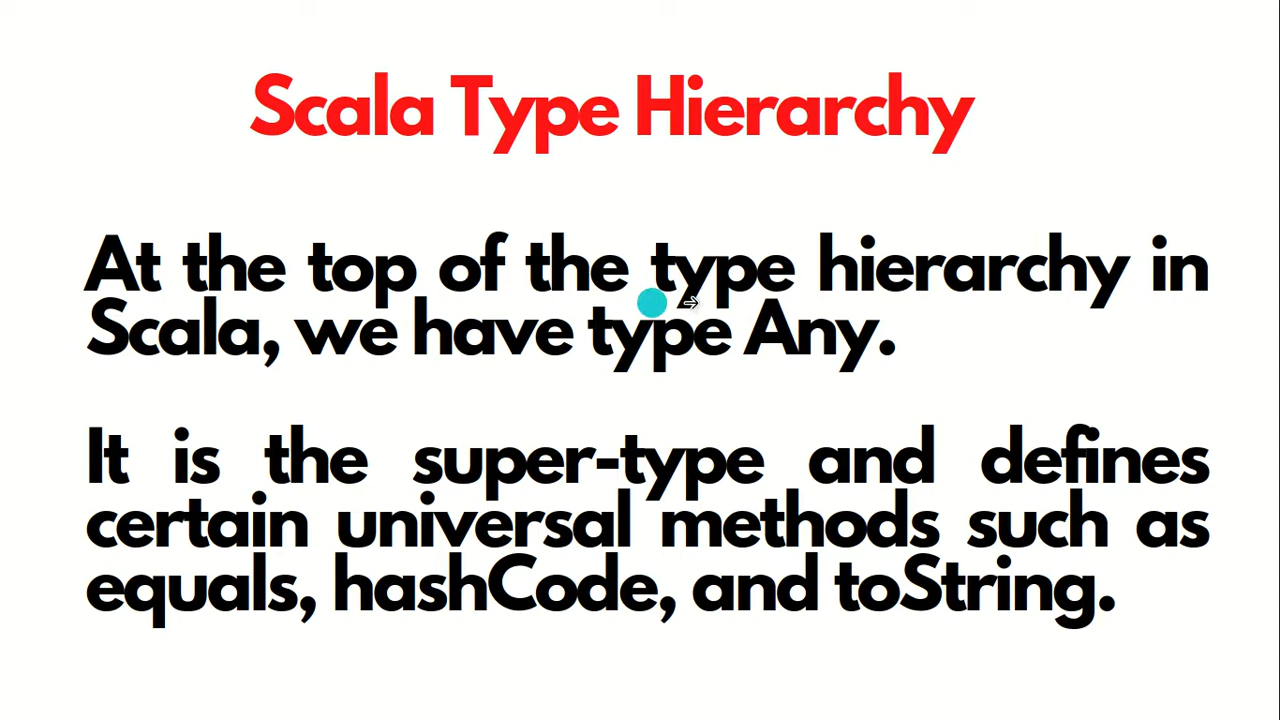 Scala Type Hierarchy
At the top of the type hierarchy in
Scala, we have type Any.
It is the super-type and defines
certain universal methods such as
equals, hashCode, and toString.